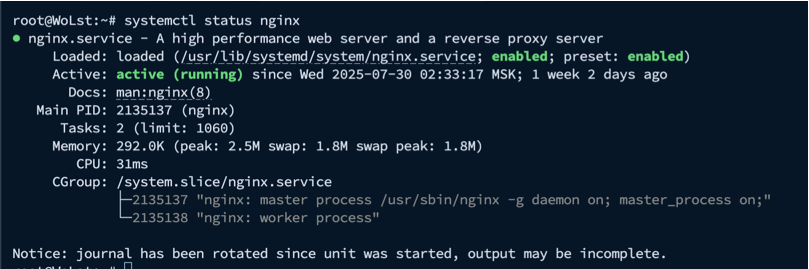 root@WoLst:~# systemctl status nginx
● nginx.service - A high performance web server and a reverse proxy server
Loaded: loaded (/usr/lib/systemd/system/nginx.service; enabled; preset: enabled)
Active: active (running) since Wed 2025-07-30 02:33:17 MSK; 1 week 2 days ago
Docs: man:nginx(8)
Main PID: 2135137 (nginx)
Tasks: 2 (limit: 1060)
Memory: 292.0K (peak: 2.5M swap: 1.8M swap peak: 1.8M)
CPU: 31ms
CGroup: /system.slice/nginx.service
├─2135137 "nginx: master process /usr/sbin/nginx -g daemon on; master_process on;"
└─2135138 "nginx: worker process"
Notice: journal has been rotated since unit was started, output may be incomplete.
root@WoLst:~#